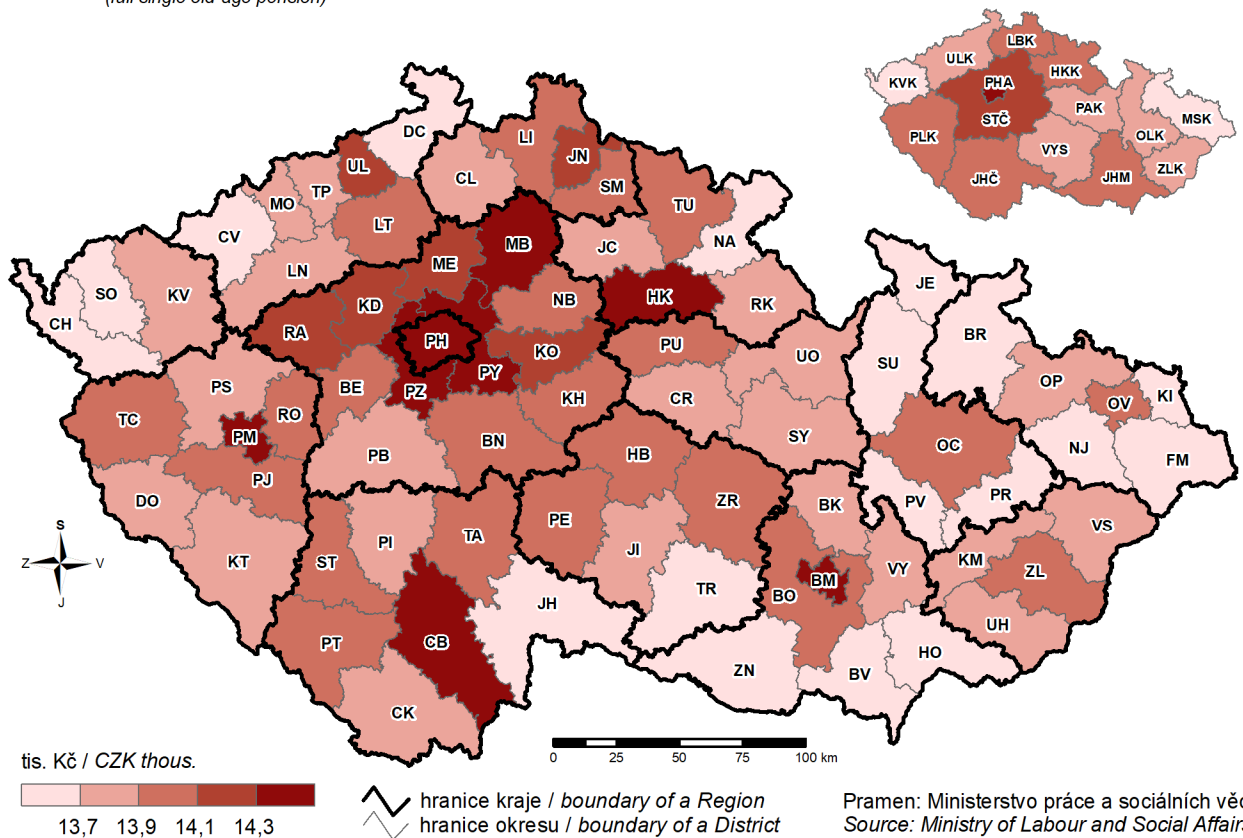 (full single old-age pension)
LBK
ULK
HKK
KVK
PHA
PAK
MSK
STČ
PLK
OLK
VYS
ZLK
JHČ
JHM
DC
LI
UL
JN
CL
TP
SM
MO
TU
LT
CV
MB
JC
NA
ME
LN
JE
SO
KV
NB
HK
RK
KD
CH
RA
BR
PH
PU
UO
KO
SU
PY
OP
PS
BE
PZ
KI
CR
KH
OV
RO
TC
PM
SY
BN
OC
PB
HB
NJ
FM
PJ
DO
ZR
PV
PR
BK
VS
PE
TA
PI
JI
ST
KT
KM
VY
ZL
BM
TR
BO
JH
UH
PT
CB
HO
ZN
BV
CK
S
Z V
J
0 25 50 75 100 km
tis. Kč / CZK thous.
13,7 13,9 14,1 14,3
hranice kraje / boundary of a Region
hranice okresu / boundary of a District
Pramen: Ministerstvo práce a sociálních věc
Source: Ministry of Labour and Social Affair